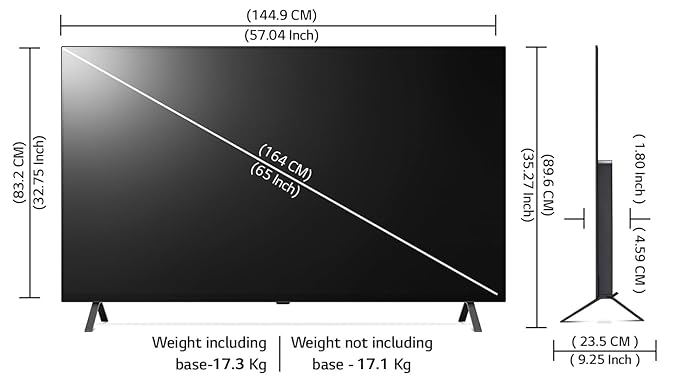 (144.9 CM)
(57.04 Inch)
(83.2 CM)
(32.75 Inch)
(164 CM)
(65 Inch)
(89.6 CM)
(35.27 Inch)
( 1.80 Inch )
( 4.59 CM )
( 23.5 CM )
( 9.25 Inch )
Weight including
base-17.3 Kg
Weight not including
base - 17.1 Kg